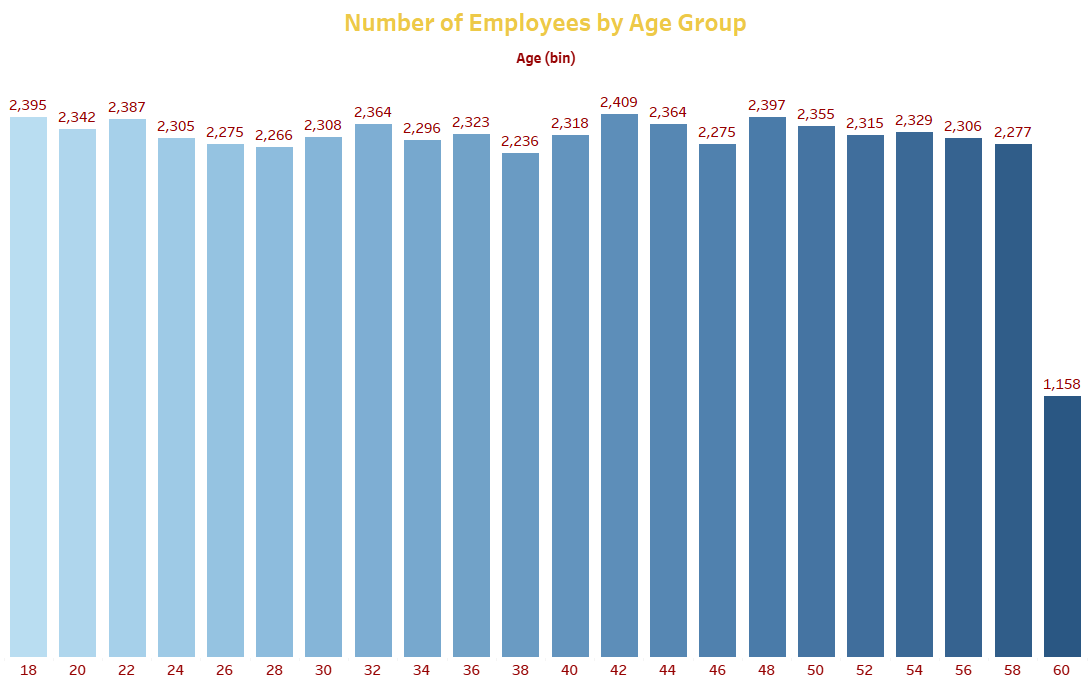 Number of Employees by Age Group
Age (bin)
2,395 2,342 2,387 2,305 2,275 2,266 2,308 2,364 2,296 2,323 2,236 2,318 2,409 2,364 2,275 2,397 2,355 2,315 2,329 2,306 2,277 1,158
18 20 22 24 26 28 30 32 34 36 38 40 42 44 46 48 50 52 54 56 58 60